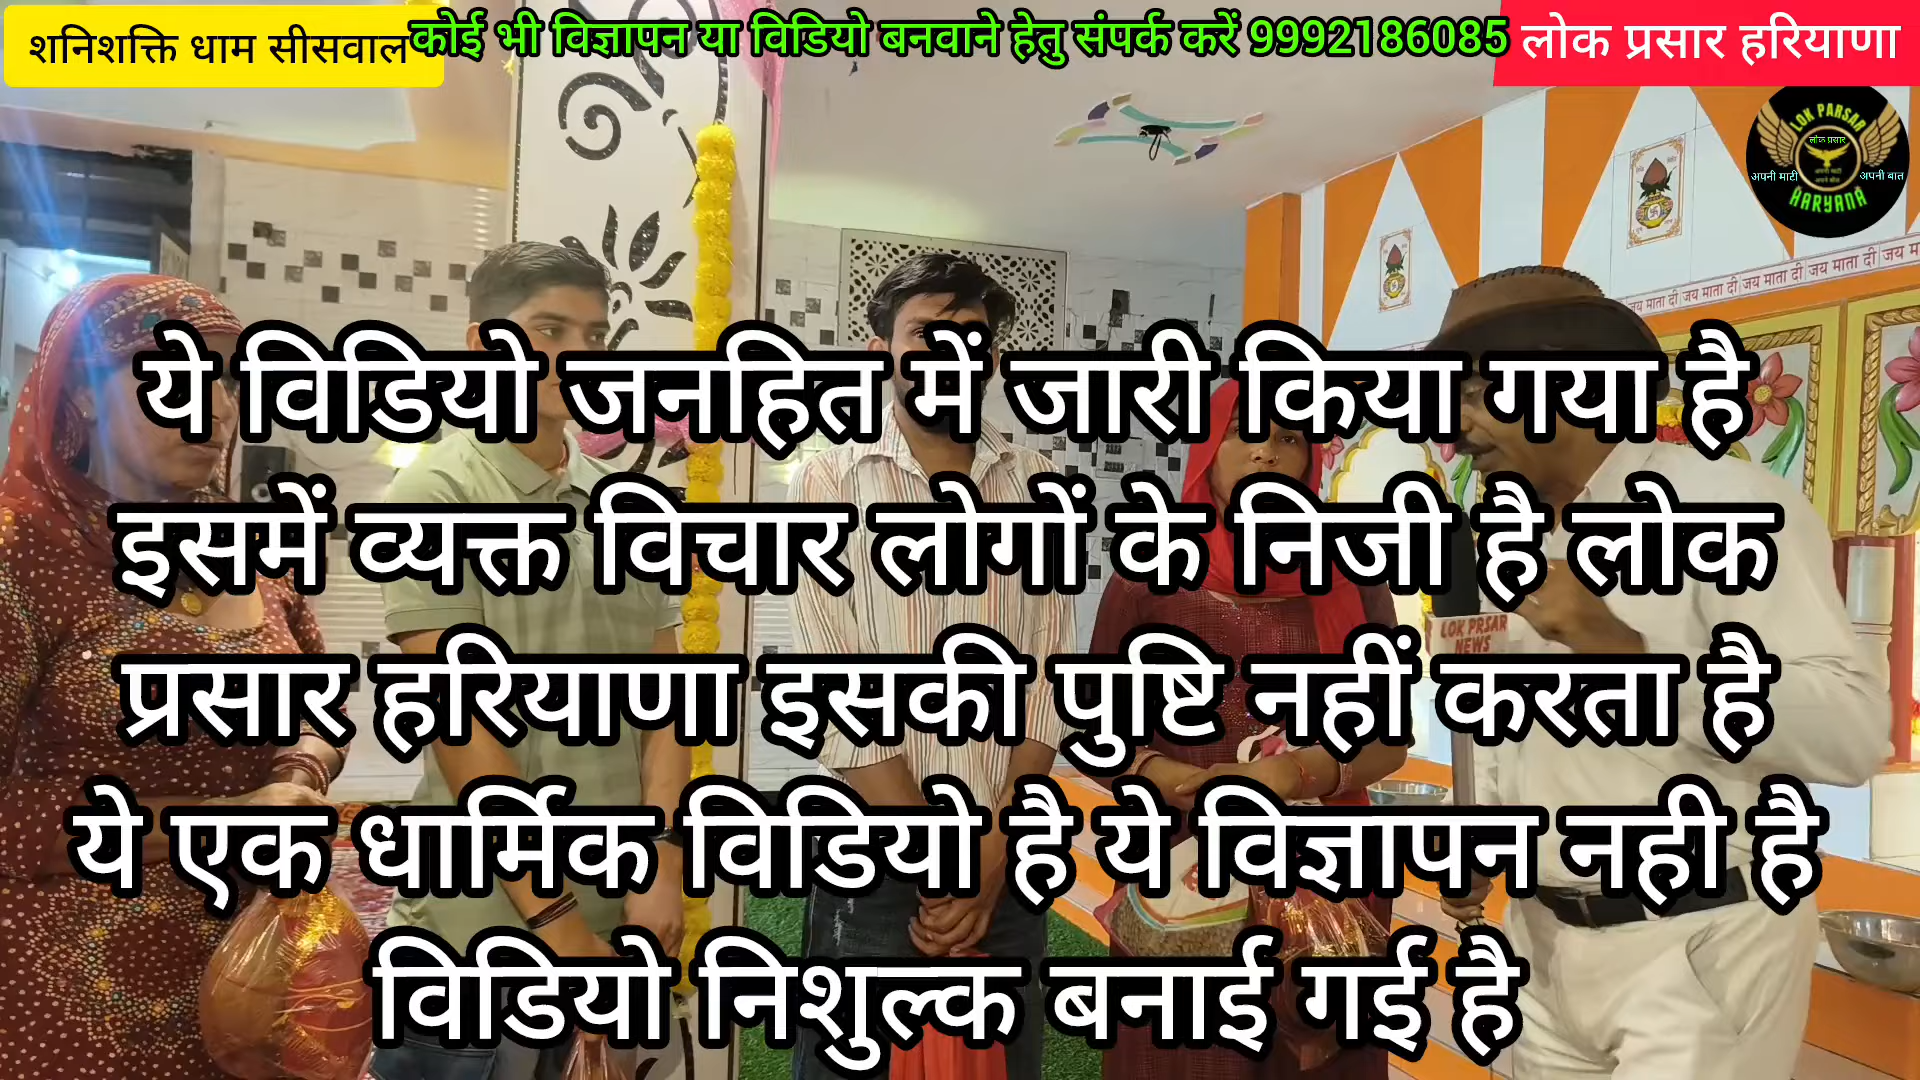 शनिशक्ति धाम सीसवाल
कोई भी विज्ञापन या विडियो बनवाने हेतु संपर्क करें 9992186085
लोक प्रसार हरियाणा
LOK PARSAR
लोक प्रसार
अपनी माटी
अपनी बात
HARYANA
जय माता दी जय माता दी जय माता दी जय माता दी जय म
ये विडियो जनहित में जारी किया गया है
इसमें व्यक्त विचार लोगों के निजी है लोक
प्रसार हरियाणा इसकी पुष्टि नहीं करता है
ये एक धार्मिक विडियो है ये विज्ञापन नही है
विडियो निशुल्क बनाई गई है
LOK PRSAR
NEWS